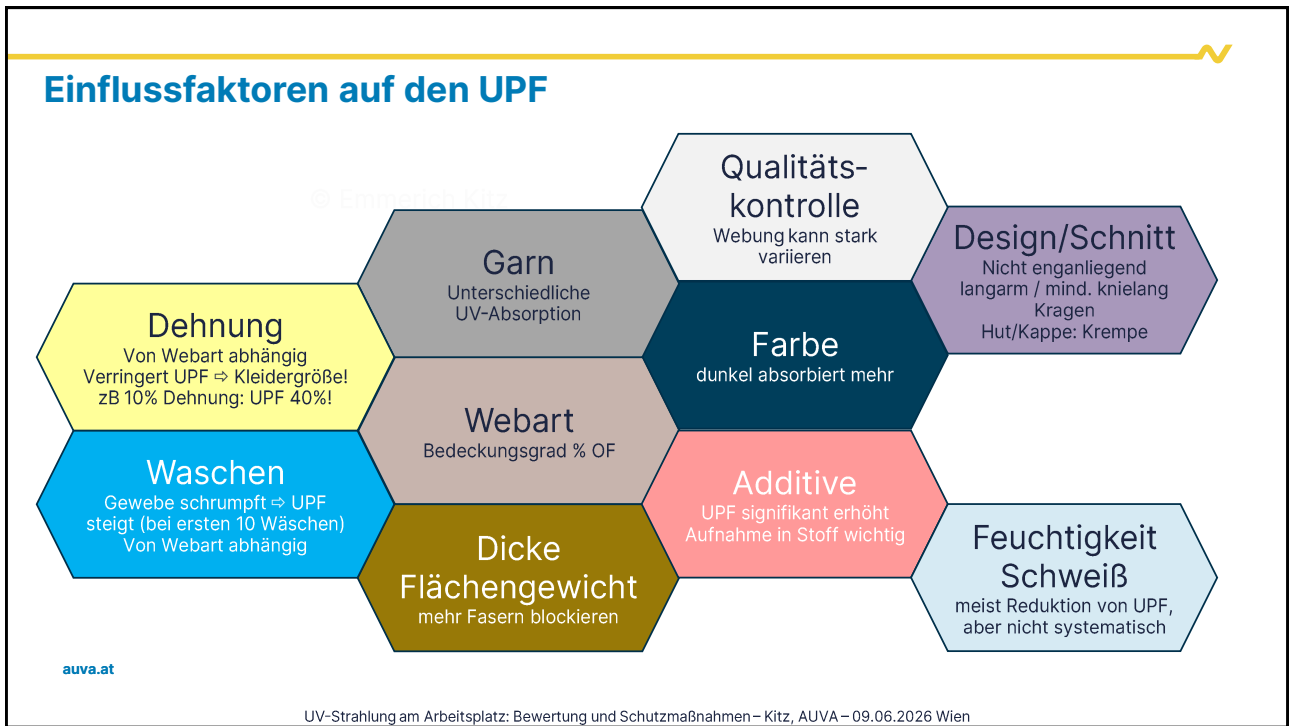 Einflussfaktoren auf den UPF
© Emmerich Kitz
Qualitäts-
kontrolle
Webung kann stark
variieren
Design/Schnitt
Nicht enganliegend
langarm / mind. knielang
Kragen
Hut/Kappe: Krempe
Garn
Unterschiedliche
UV-Absorption
Dehnung
Von Webart abhängig
Verringert UPF ⇨ Kleidergröße!
zB 10% Dehnung: UPF 40%!
Farbe
dunkel absorbiert mehr
Webart
Bedeckungsgrad % OF
Waschen
Gewebe schrumpft ⇨ UPF
steigt (bei ersten 10 Wäschen)
Von Webart abhängig
Additive
UPF signifikant erhöht
Aufnahme in Stoff wichtig
Dicke
Flächengewicht
mehr Fasern blockieren
Feuchtigkeit
Schweiß
meist Reduktion von UPF,
aber nicht systematisch
auva.at
UV-Strahlung am Arbeitsplatz: Bewertung und Schutzmaßnahmen – Kitz, AUVA – 09.06.2026 Wien